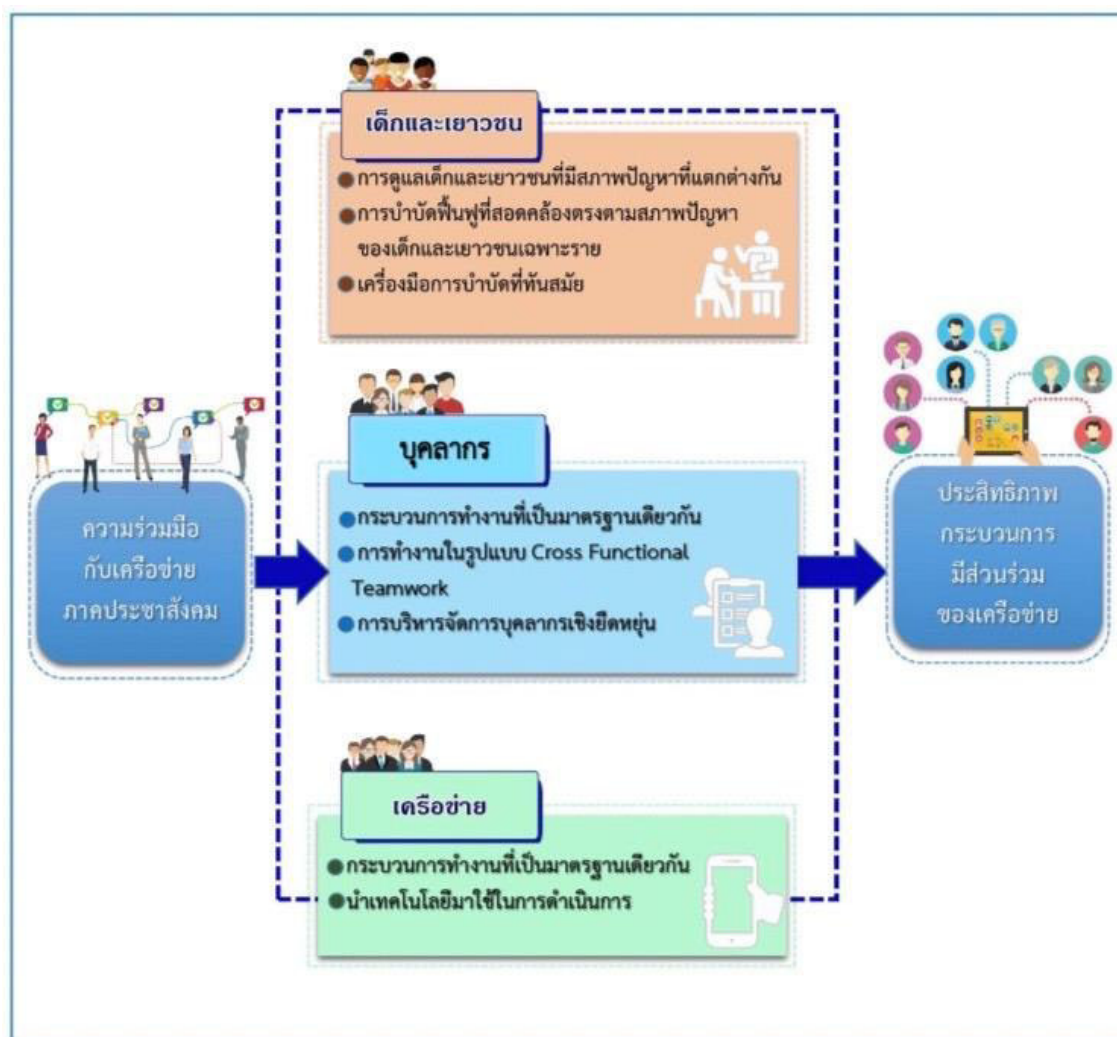 เด็กและเยาวชน
การดูแลเด็กและเยาวชนที่มีสภาพปัญหาที่แตกต่างกัน
การบำบัดฟื้นฟูที่สอดคล้องตรงตามสภาพปัญหา
ของเด็กและเยาวชนเฉพาะราย
เครื่องมือการบำบัดที่ทันสมัย
ความร่วมมือ
กับเครือข่าย
ภาคประชาสังคม
บุคลากร
กระบวนการทำงานที่เป็นมาตรฐานเดียวกัน
การทำงานในรูปแบบ Cross Functional
Teamwork
การบริหารจัดการบุคลากรเชิงยืดหยุ่น
ประสิทธิภาพ
กระบวนการ
มีส่วนร่วม
ของเครือข่าย
เครือข่าย
กระบวนการทำงานที่เป็นมาตรฐานเดียวกัน
นำเทคโนโลยีมาใช้ในการดำเนินการ